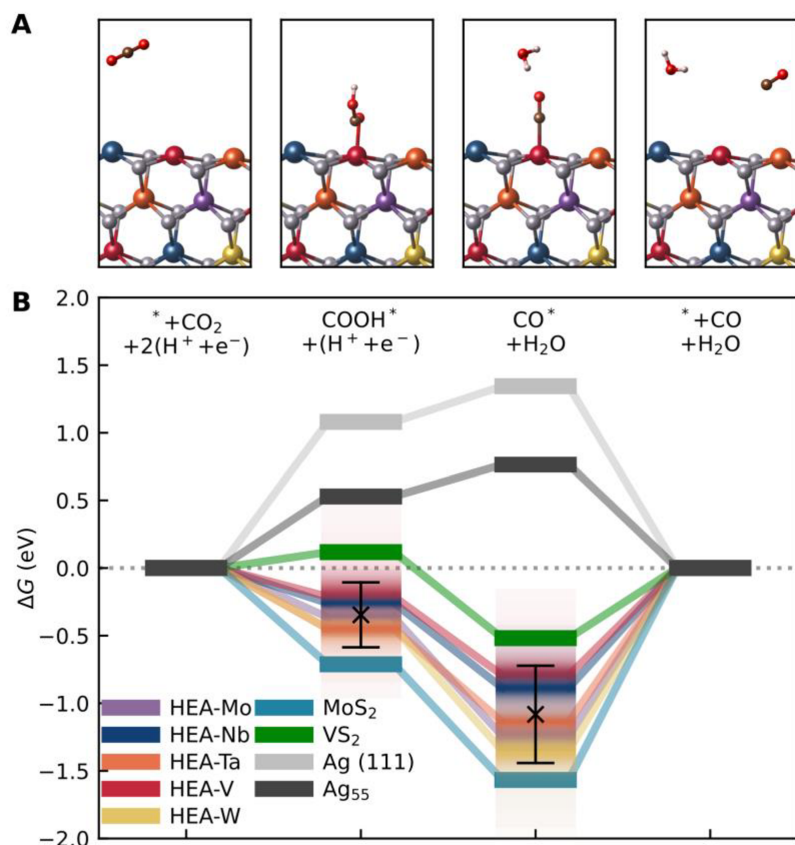 A
B
* +CO₂ COOH* CO* * +CO
+2(H⁺+e⁻) +(H⁺+e⁻) +H₂O +H₂O
2.0
1.5
1.0
0.5
0.0
−0.5
−1.0
−1.5
−2.0
ΔG (eV)
HEA-Mo
HEA-Nb
HEA-Ta
HEA-V
HEA-W
MoS₂
VS₂
Ag (111)
Ag₅₅